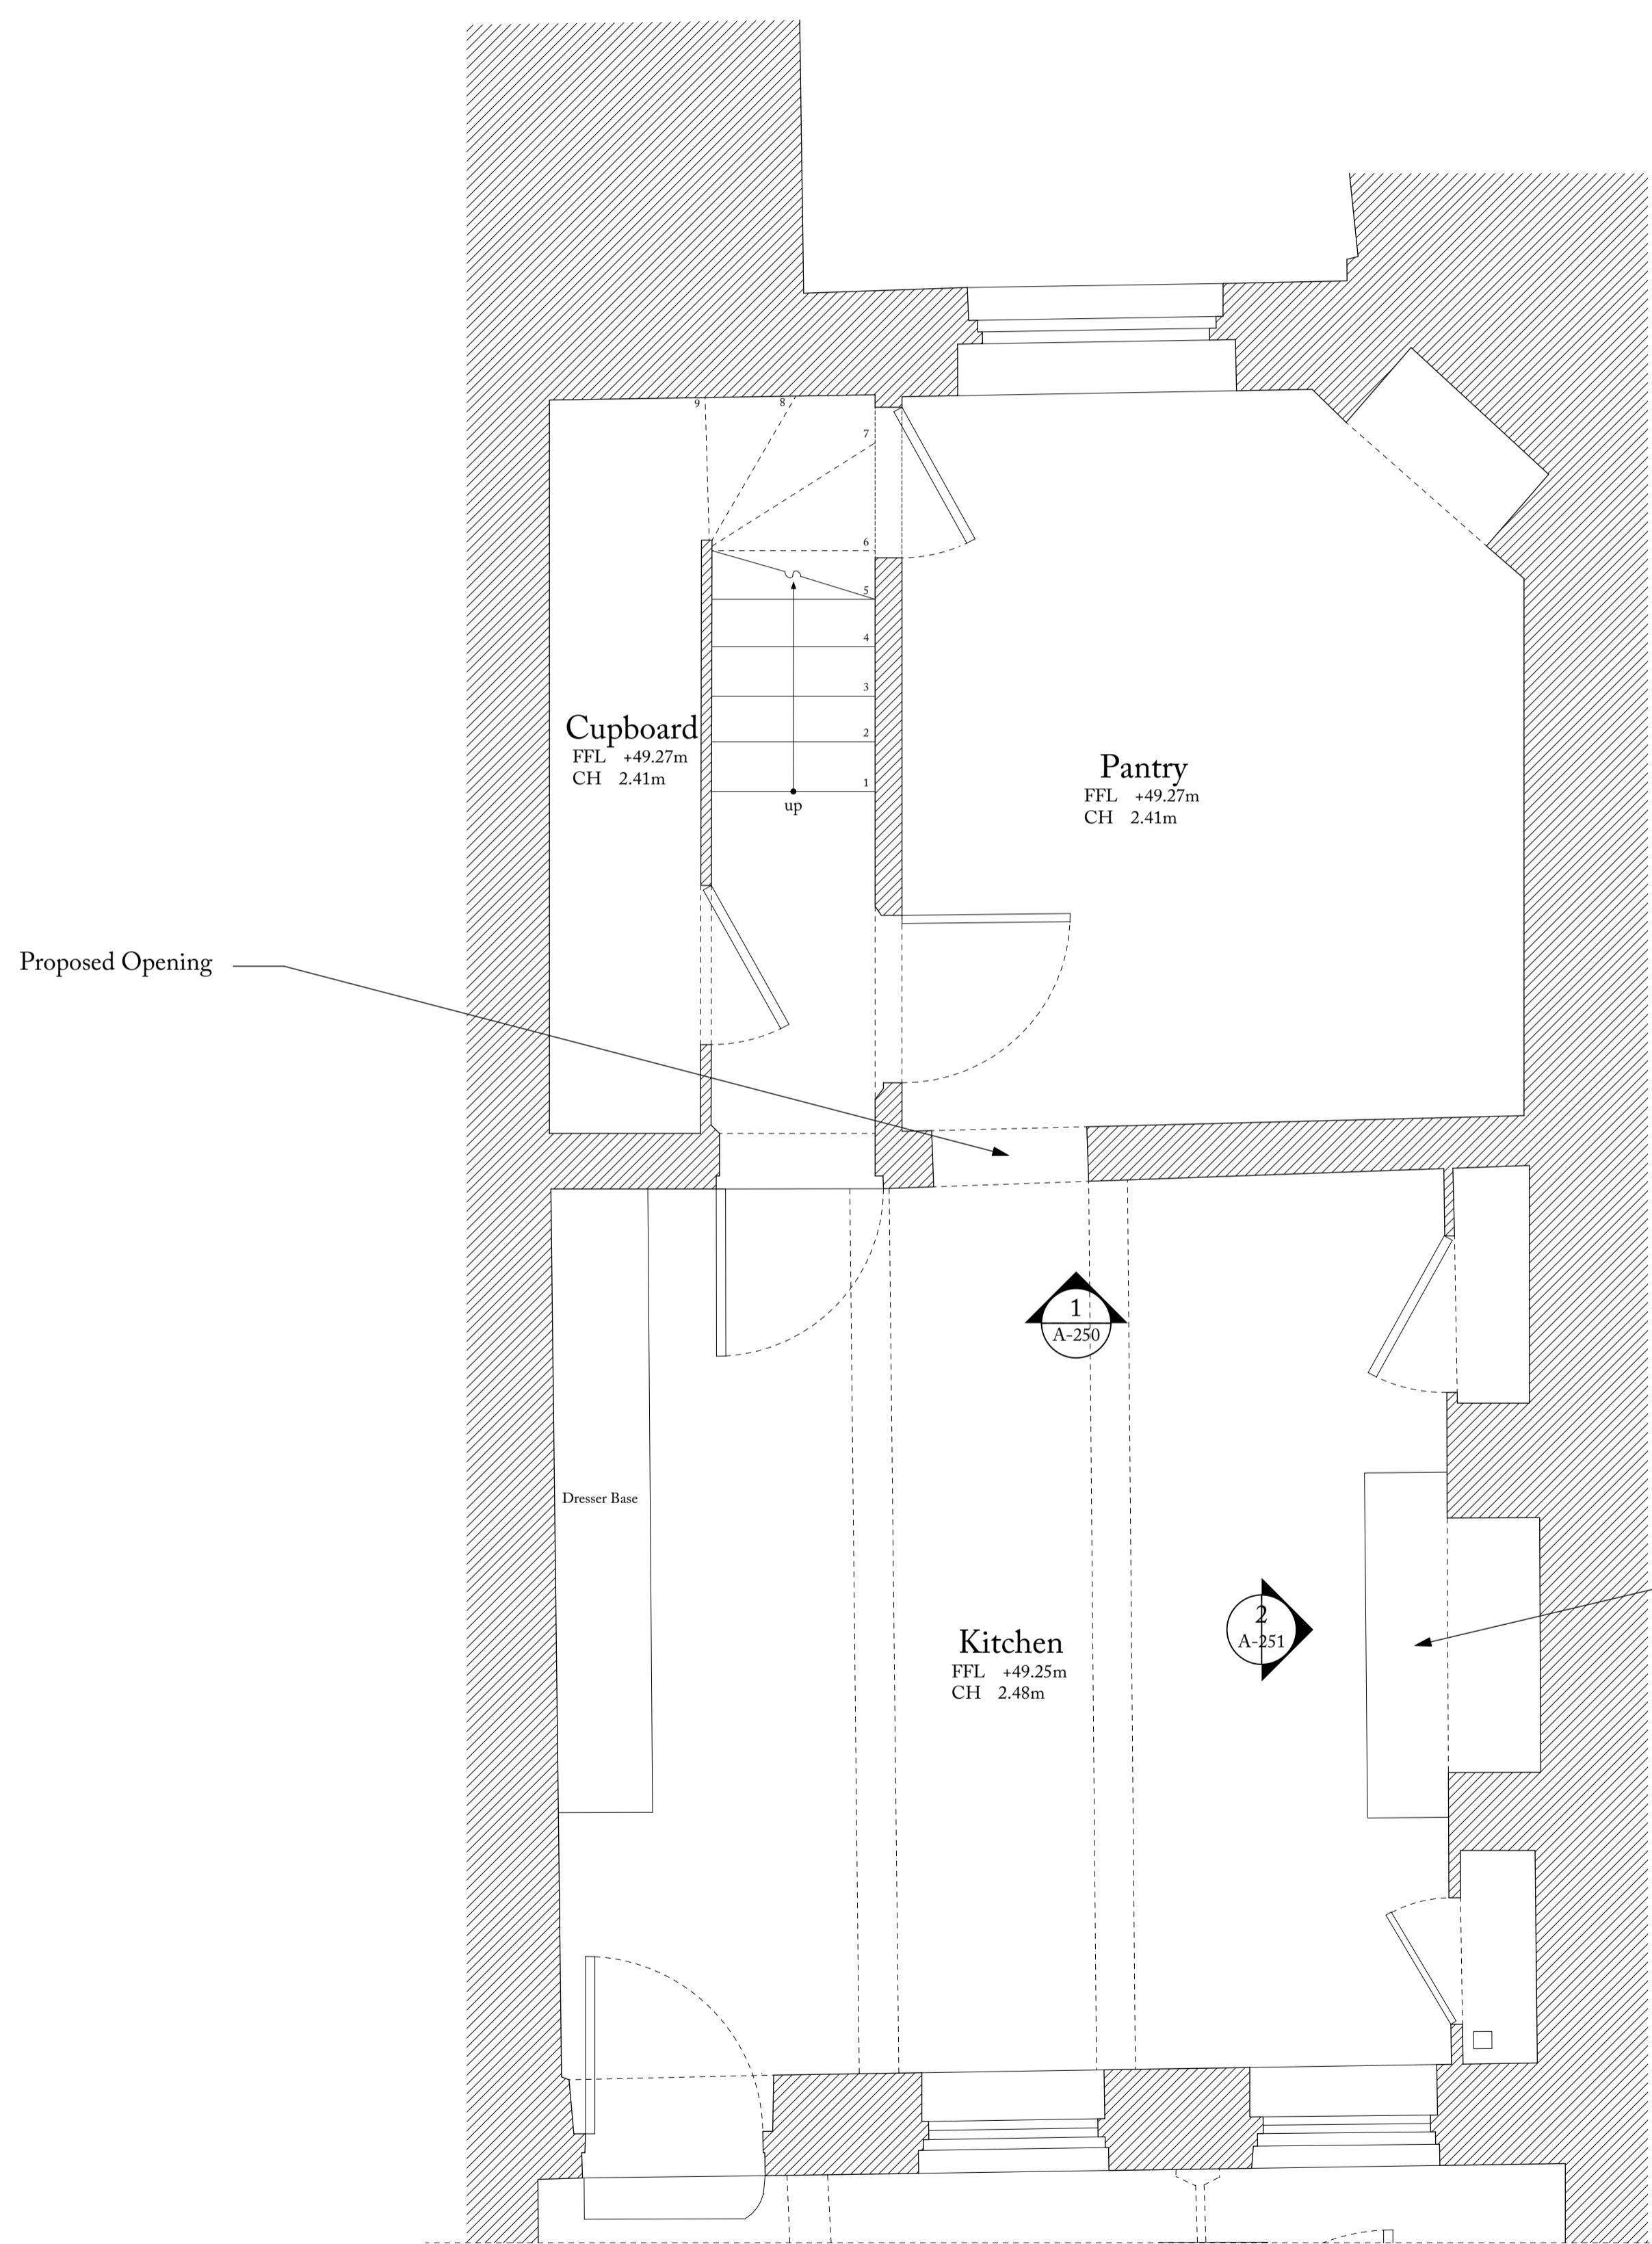 9
8
7
6
5
4
3
2
1
up
Cupboard
FFL +49.27m
CH 2.41m
Pantry
FFL +49.27m
CH 2.41m
Proposed Opening
1
A-250
Dresser Base
2
A-251
Kitchen
FFL +49.25m
CH 2.48m